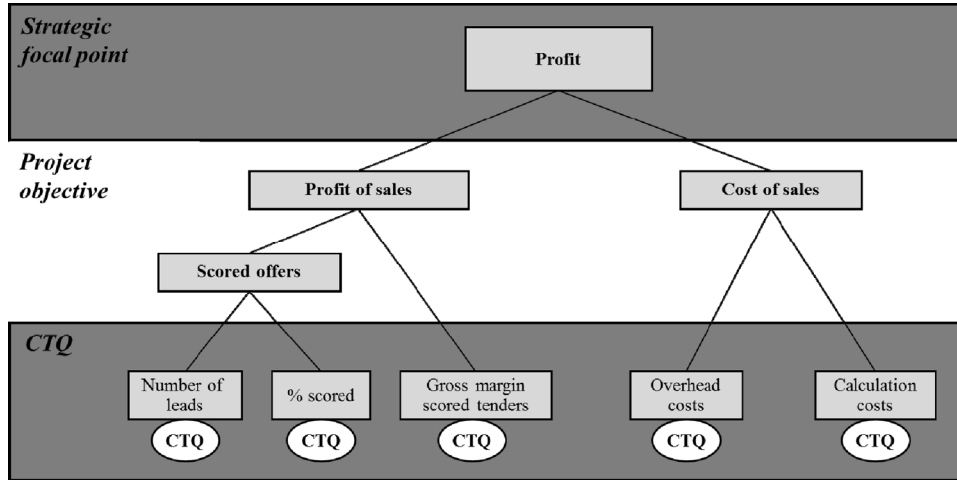 Strategic
focal point
Profit
Project
objective
Profit of sales
Cost of sales
Scored offers
CTQ
Number of
leads
% scored
Gross margin
scored tenders
Overhead
costs
Calculation
costs
CTQ
CTQ
CTQ
CTQ
CTQ